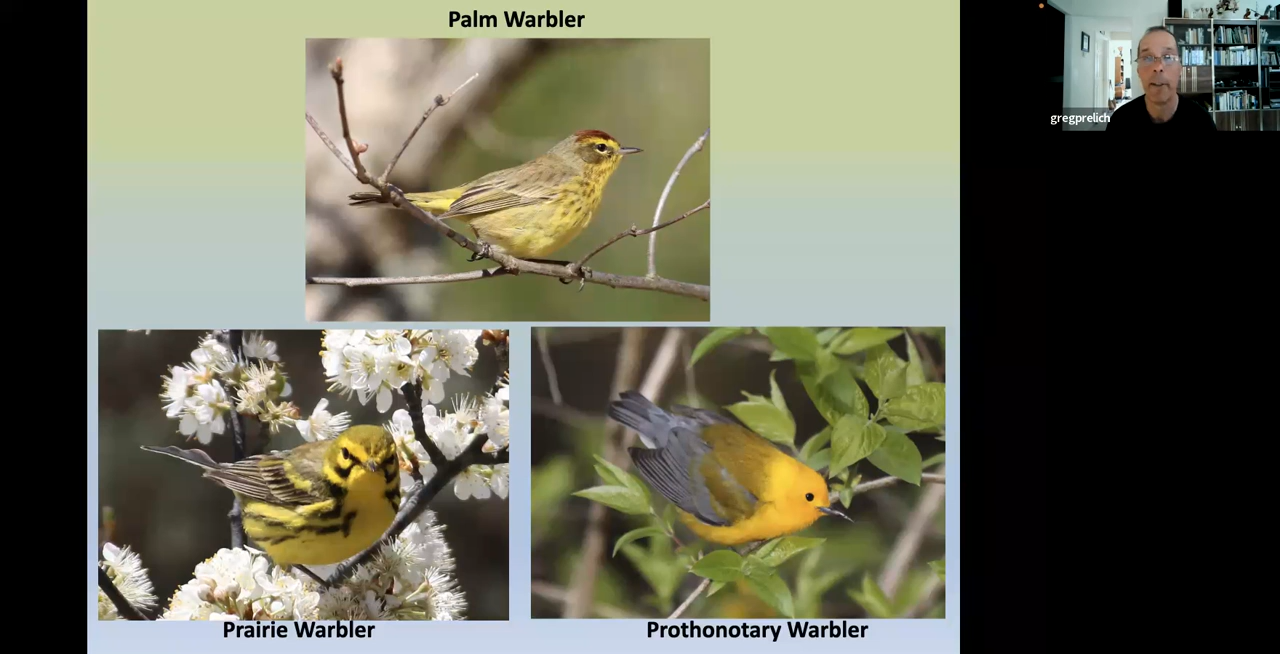 Palm Warbler
gregprelich
Prairie Warbler
Prothonotary Warbler